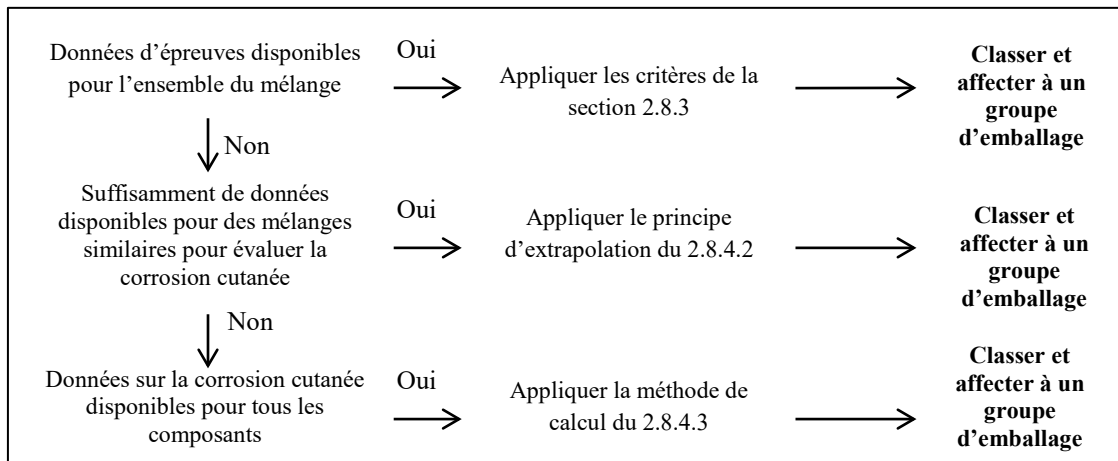 Données d’épreuves disponibles
pour l’ensemble du mélange
Oui
Appliquer les critères de la
section 2.8.3
Classer et
affecter à un
groupe
d’emballage
Non
Suffisamment de données
disponibles pour des mélanges
similaires pour évaluer la
corrosion cutanée
Oui
Appliquer le principe
d’extrapolation du 2.8.4.2
Classer et
affecter à un
groupe
d’emballage
Non
Données sur la corrosion cutanée
disponibles pour tous les
composants
Oui
Appliquer la méthode de
calcul du 2.8.4.3
Classer et
affecter à un
groupe
d’emballage